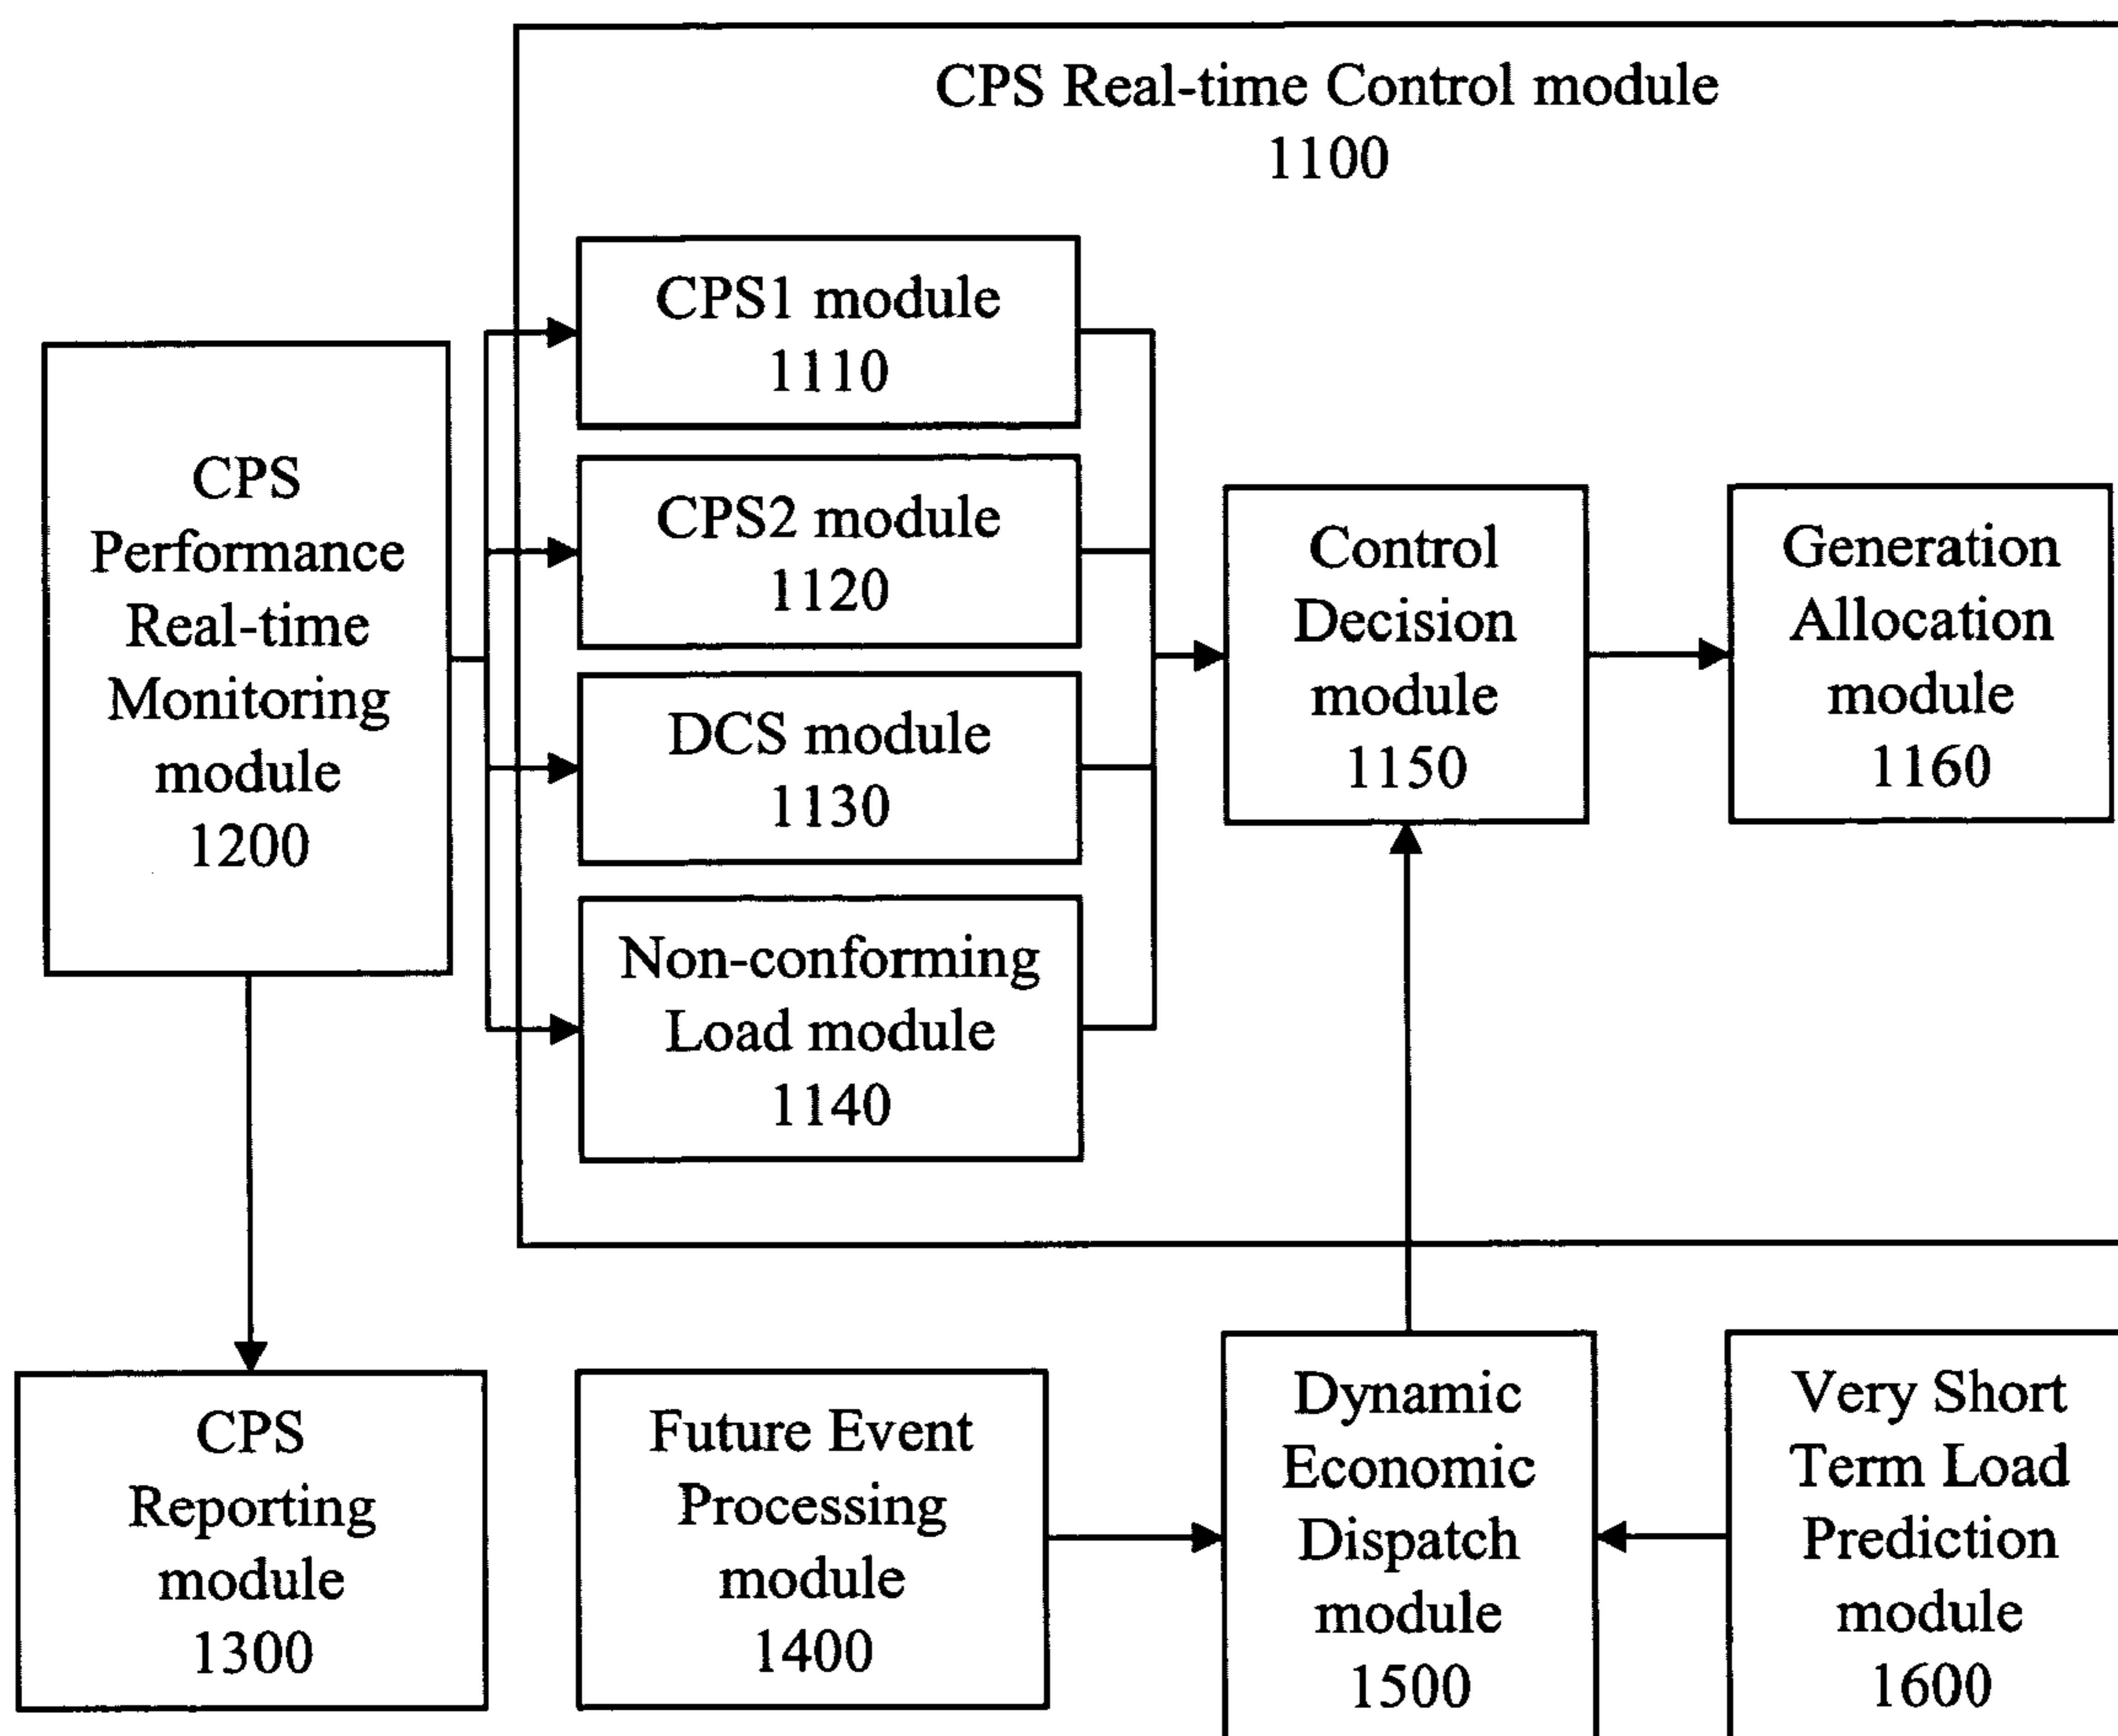 CPS Real-time Control module
1100
CPS
Performance
Real-time
Monitoring
module
1200
CPS1 module
1110
CPS2 module
1120
DCS module
1130
Non-conforming
Load module
1140
Control
Decision
module
1150
Generation
Allocation
module
1160
CPS
Reporting
module
1300
Future Event
Processing
module
1400
Dynamic
Economic
Dispatch
module
1500
Very Short
Term Load
Prediction
module
1600